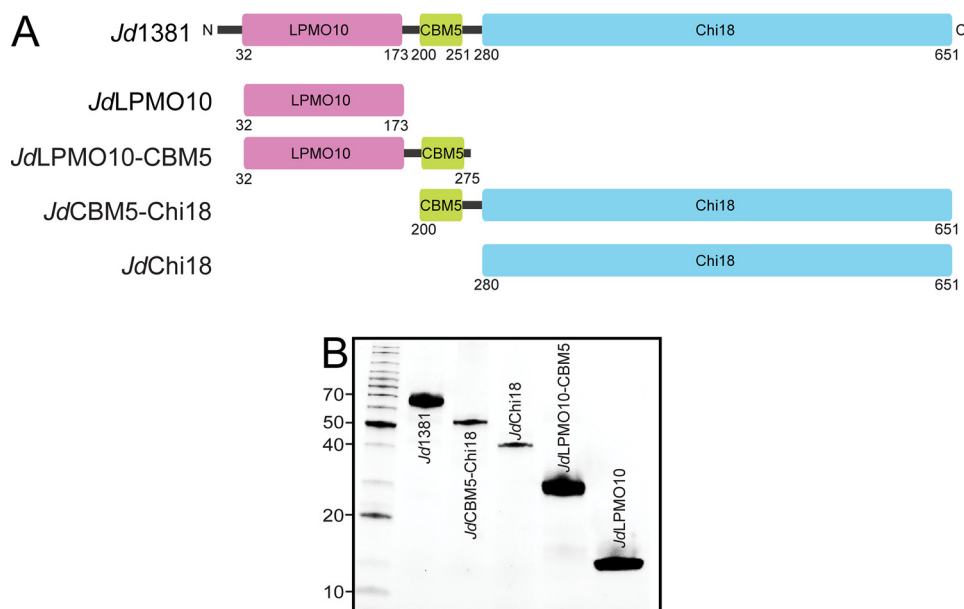 A
Jd1381 N LPMO10 CBM5 Chi18 C
32 173 200 251 280 651
JdLPMO10 LPMO10
32 173
JdLPMO10-CBM5 LPMO10 CBM5
32 275
JdCBM5-Chi18 CBM5 Chi18
200 651
JdChi18 Chi18
280 651
B
70
50
40
20
10
Jd1381
JdCBM5-Chi18
JdChi18
JdLPMO10-CBM5
JdLPMO10